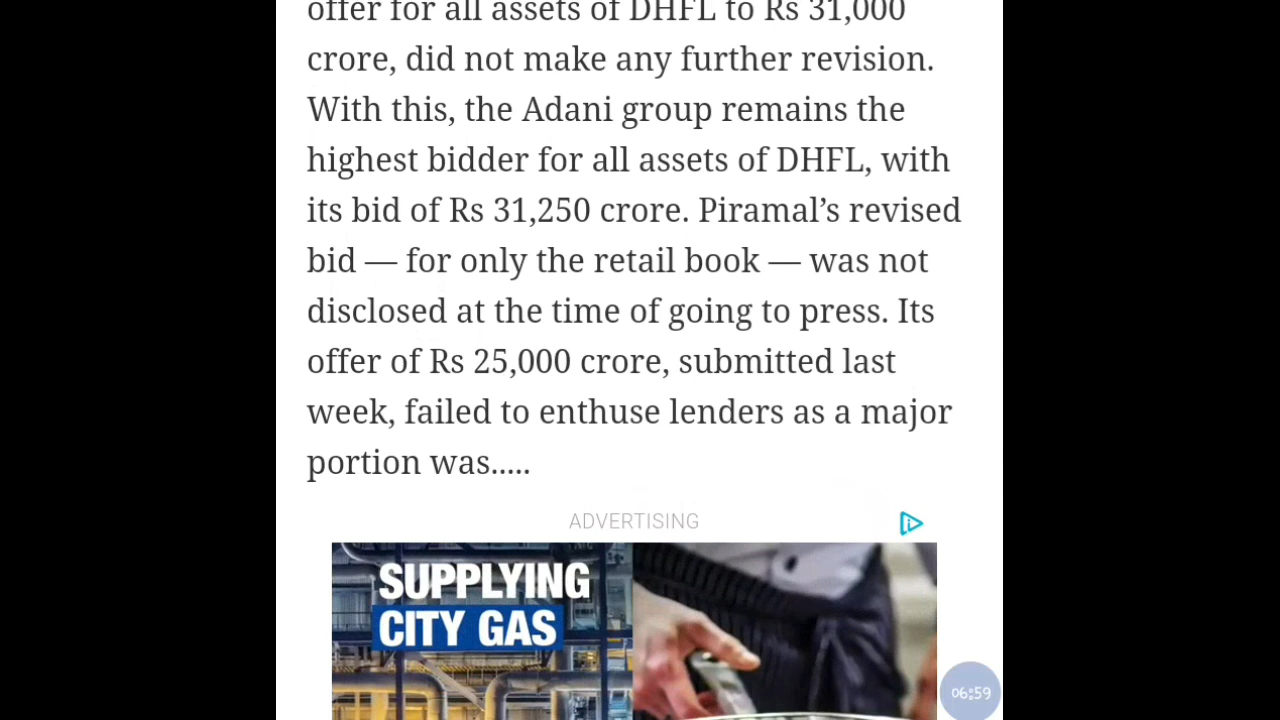 offer for all assets of DHFL to Rs 31,000
crore, did not make any further revision.
With this, the Adani group remains the
highest bidder for all assets of DHFL, with
its bid of Rs 31,250 crore. Piramal’s revised
bid — for only the retail book — was not
disclosed at the time of going to press. Its
offer of Rs 25,000 crore, submitted last
week, failed to enthuse lenders as a major
portion was.....
ADVERTISING
SUPPLYING
CITY GAS
06:59